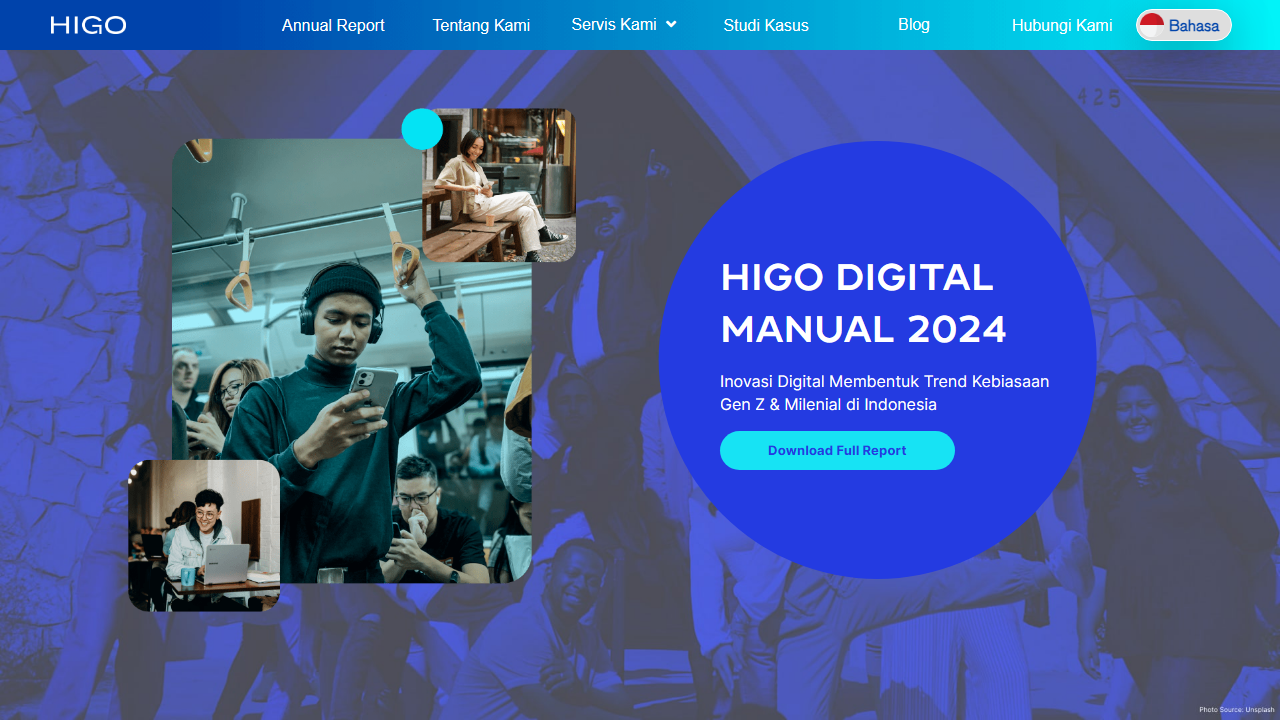 HIGO
Annual Report
Tentang Kami
Servis Kami
Studi Kasus
Blog
Hubungi Kami
Bahasa
425
HIGO DIGITAL
MANUAL 2024
Inovasi Digital Membentuk Trend Kebiasaan
Gen Z & Milenial di Indonesia
Download Full Report
Photo Source: Unsplash